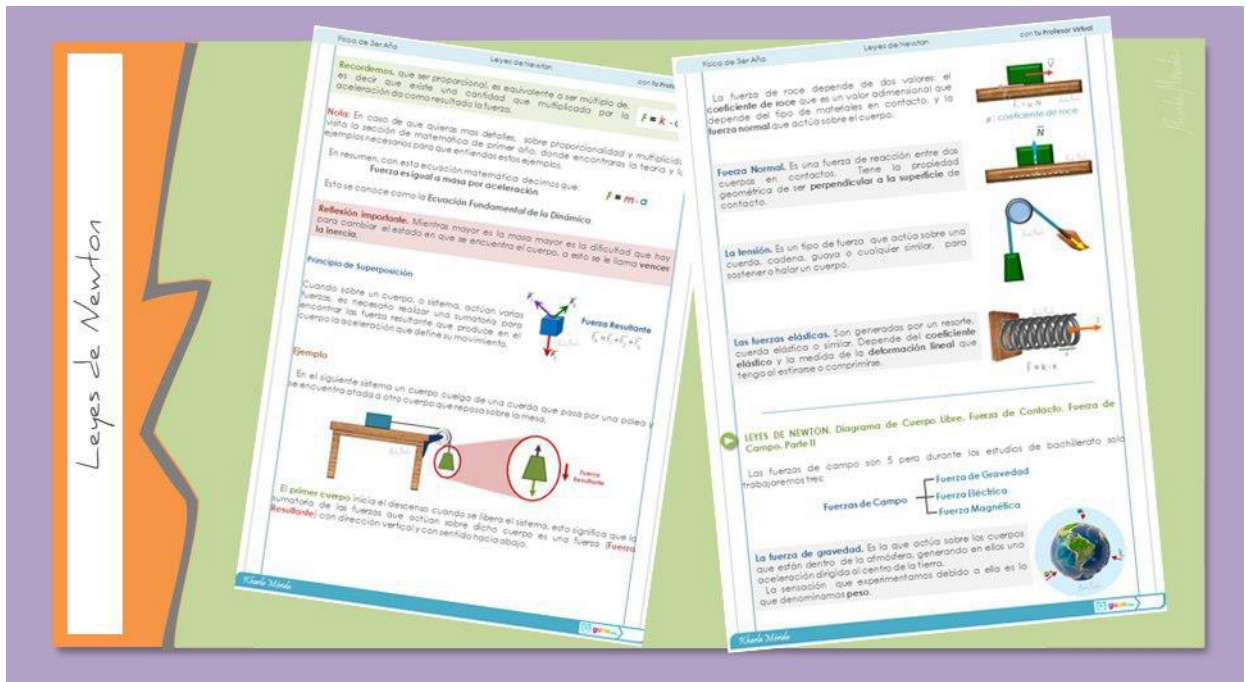 Leyes de Newton
Física de 3er Año
Leyes de Newton
con Tu Profes
Recordemos, que ser proporcional, es equivalente a ser múltiplo de,
es decir que existe una cantidad que multiplicada por la
aceleración da como resultado la fuerza.
F = k · a
Nota: En caso de que quieras mas detalles, sobre proporcionalidad y multiplicida
visita la sección de matemática de primer año, donde encontraras la teoría y lo
ejemplos necesarios para que entiendas estos ejemplos.
En resumen, con esta ecuación matematica decimos que:
Fuerza es igual a masa por aceleración
F = m · a
Esto se conoce como la Ecuación Fundamental de la Dinámica.
Reflexión importante. Mientras mayor es la masa mayor es la dificultad que hay
para cambiar el estado en que se encuentra el cuerpo, a esto se le llama vencer
la inercia.
Principio de Superposición
Cuando sobre un cuerpo, o sistema, actúan varias
fuerzas, es necesario realizar una sumatoria para
encontrar las fuerza resultante que produce en el
cuerpo la aceleración que define su movimiento.
Fuerza Resultante
Ejemplo
En el siguiente sistema un cuerpo cuelga de una cuerda que pasa por una polea y
se encuentra atada a otro cuerpo que reposa sobre la mesa.
Fuerza
Resultante
El primer cuerpo inicia el descenso cuando se libera el sistema, esto significa que la
sumatoria de las fuerzas que actúan sobre dicho cuerpo es una fuerza (Fuerza
Resultante) con dirección vertical y con sentido hacia abajo.
Kharla Mérida
Física de 3er Año
Leyes de Newton
con Tu Profesor Virtual
La fuerza de roce depende de dos valores: el
coeficiente de roce que es un valor adimensional que
depende del tipo de materiales en contacto, y la
fuerza normal que actúa sobre el cuerpo.
μ : coeficiente de roce
Fuerza Normal. Es una fuerza de reacción entre dos
cuerpos en contactos. Tiene la propiedad
geométrica de ser perpendicular a la superficie de
contacto.
N
La tensión. Es un tipo de fuerza que actúa sobre una
cuerda, cadena, guaya o cualquier similar, para
sostener o halar un cuerpo.
Las fuerzas elásticas. Son generadas por un resorte,
cuerda elástica o similar. Depende del coeficiente
elástico y la medida de la deformación lineal que
tenga al estirarse o comprimirse.
F = k · x
LEYES DE NEWTON. Diagrama de Cuerpo Libre. Fuerza de Contacto. Fuerza de
Campo. Parte II
Las fuerzas de campo son 5 pero durante los estudios de bachillerato solo
trabajaremos tres:
Fuerzas de Campo
Fuerza de Gravedad
Fuerza Eléctrica
Fuerza Magnética
La fuerza de gravedad. Es la que actúa sobre los cuerpos
que están dentro de la atmósfera, generando en ellos una
aceleración dirigida al centro de la tierra.
La sensación que experimentamos debido a ella es lo
que denominamos peso.
Kharla Mérida